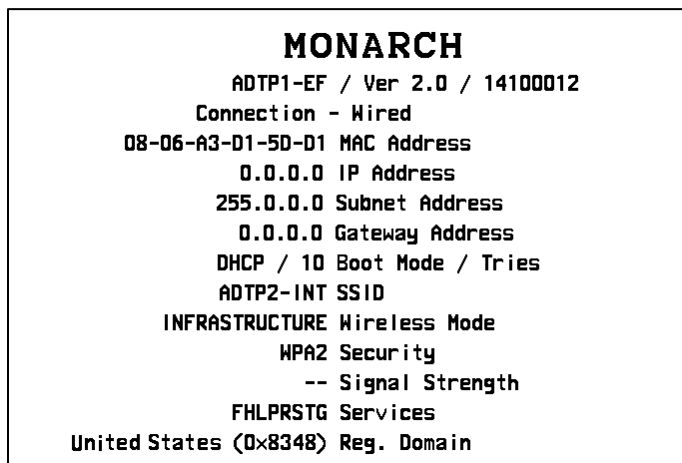 MONARCH
ADTP1-EF / Ver 2.0 / 14100012
Connection - Wired
08-06-A3-D1-5D-D1 MAC Address
0.0.0.0 IP Address
255.0.0.0 Subnet Address
0.0.0.0 Gateway Address
DHCP / 10 Boot Mode / Tries
ADTP2-INT SSID
INFRASTRUCTURE Wireless Mode
WPA2 Security
-- Signal Strength
FHLPRSTG Services
United States (0x8348) Reg. Domain